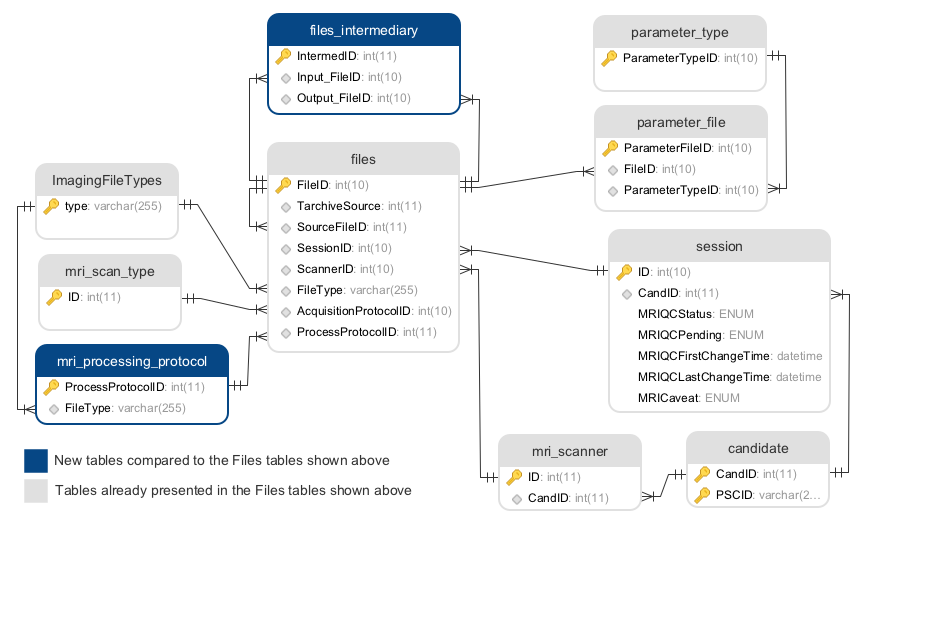 files_intermediary
IntermedID: int(11)
Input_FileID: int(10)
Output_FileID: int(10)
parameter_type
ParameterTypeID: int(10)
parameter_file
ParameterFileID: int(10)
FileID: int(10)
ParameterTypeID: int(10)
files
FileID: int(10)
TarchiveSource: int(11)
SourceFileID: int(11)
SessionID: int(10)
ScannerID: int(10)
FileType: varchar(255)
AcquisitionProtocolID: int(10)
ProcessProtocolID: int(11)
ImagingFileTypes
type: varchar(255)
mri_scan_type
ID: int(11)
mri_processing_protocol
ProcessProtocolID: int(11)
FileType: varchar(255)
session
ID: int(10)
CandID: int(11)
MRIQCStatus: ENUM
MRIQCPending: ENUM
MRIQCFirstChangeTime: datetime
MRIQCLastChangeTime: datetime
MRICaveat: ENUM
mri_scanner
ID: int(11)
CandID: int(11)
candidate
CandID: int(11)
PSCID: varchar(2...
New tables compared to the Files tables shown above
Tables already presented in the Files tables shown above